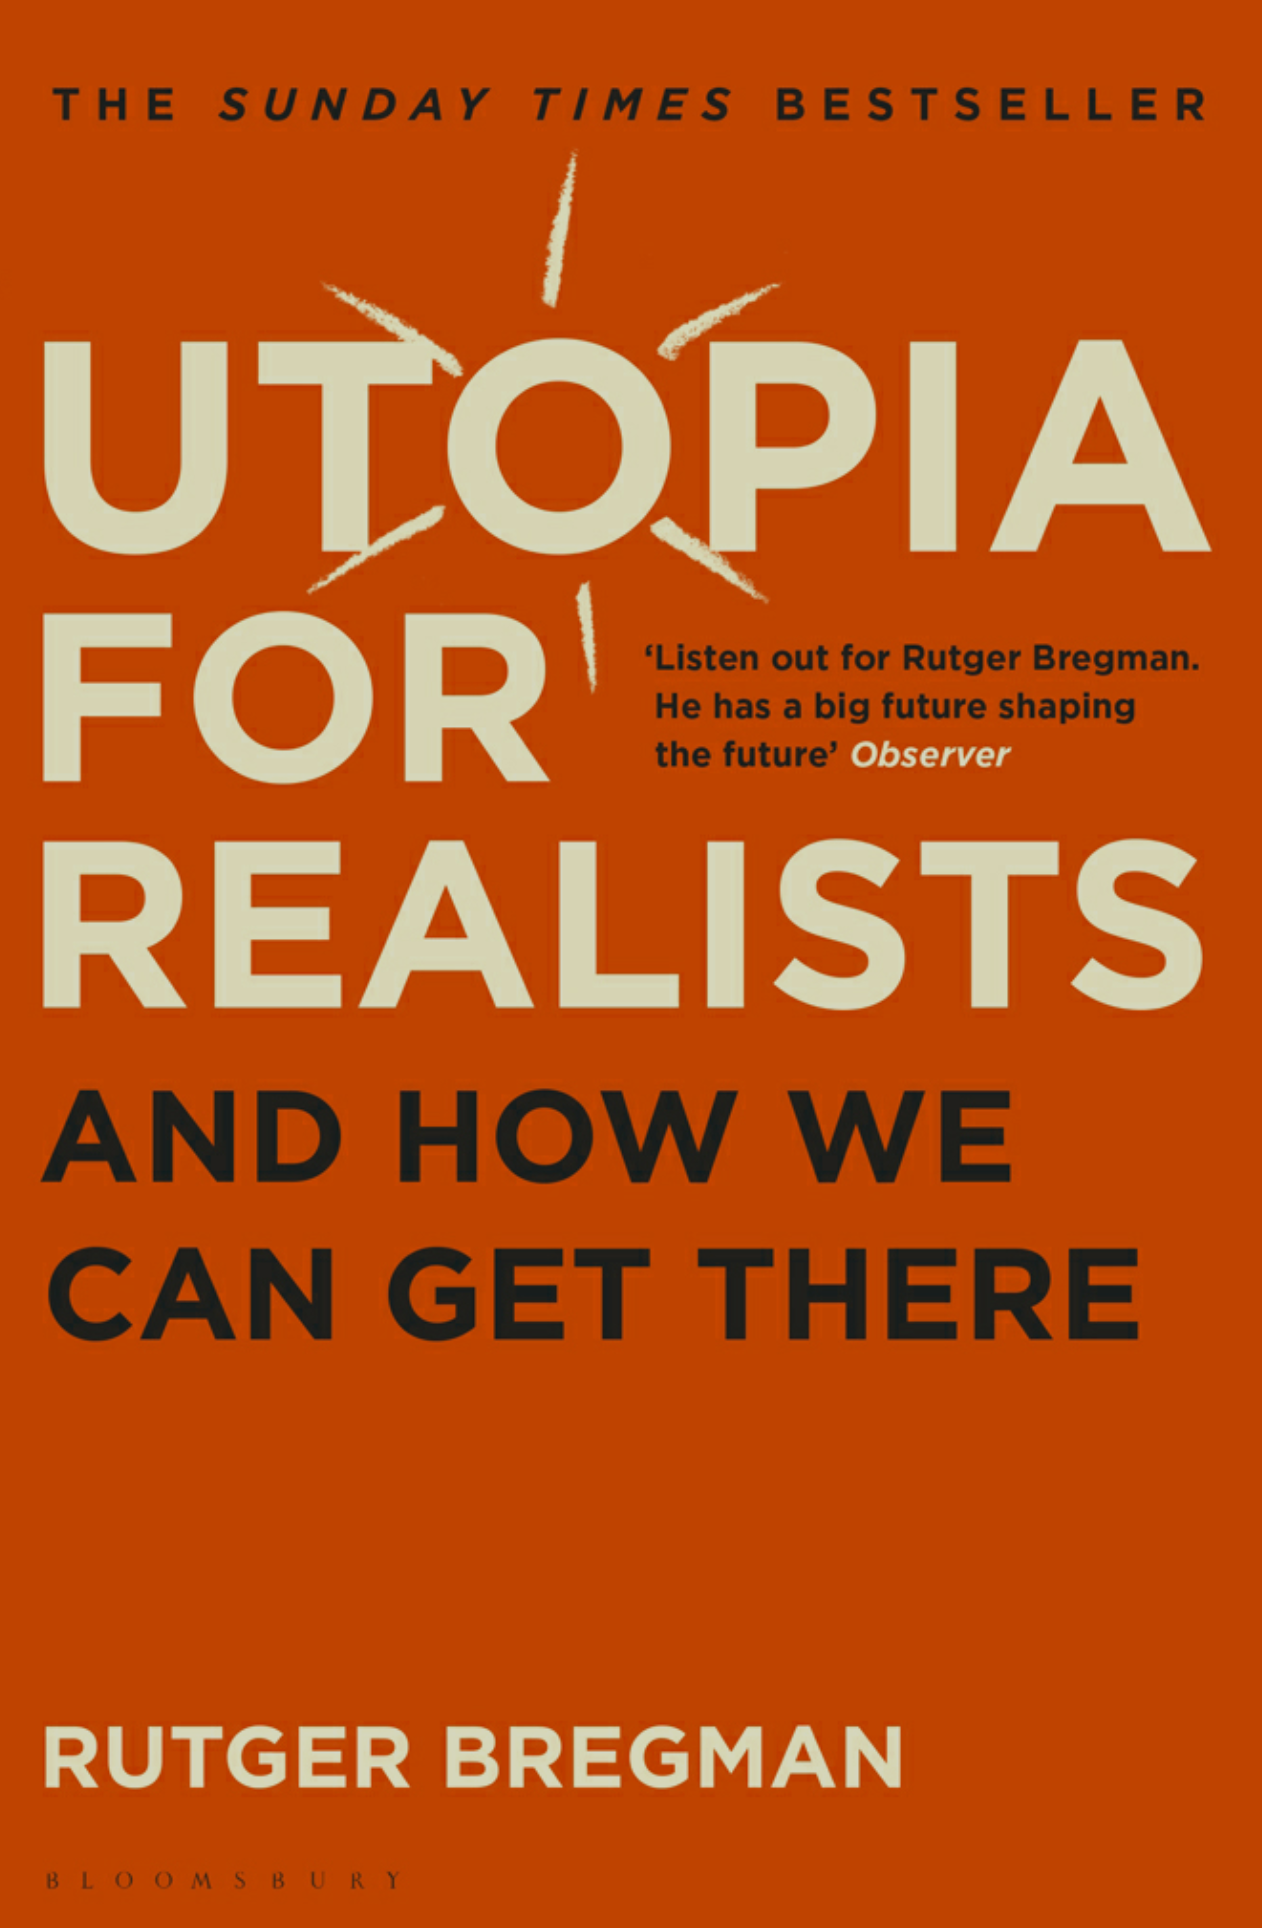 THE SUNDAY TIMES BESTSELLER
UTOPIA
FOR
‘Listen out for Rutger Bregman.
He has a big future shaping
the future’ Observer
REALISTS
AND HOW WE
CAN GET THERE
RUTGER BREGMAN
BLOOMSBURY